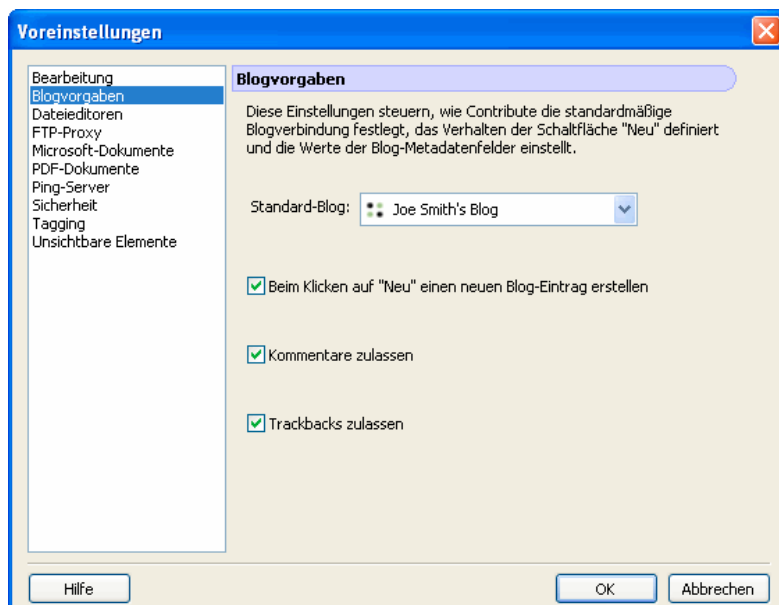 Voreinstellungen
Bearbeitung
Blogvorgaben
Dateieditoren
FTP-Proxy
Microsoft-Dokumente
PDF-Dokumente
Ping-Server
Sicherheit
Tagging
Unsichtbare Elemente
Blogvorgaben
Diese Einstellungen steuern, wie Contribute die standardmäßige
Blogverbindung festlegt, das Verhalten der Schaltfläche "Neu" definiert
und die Werte der Blog-Metadatenfelder einstellt.
Standard-Blog: Joe Smith's Blog
Beim Klicken auf "Neu" einen neuen Blog-Eintrag erstellen
Kommentare zulassen
Trackbacks zulassen
Hilfe OK Abbrechen